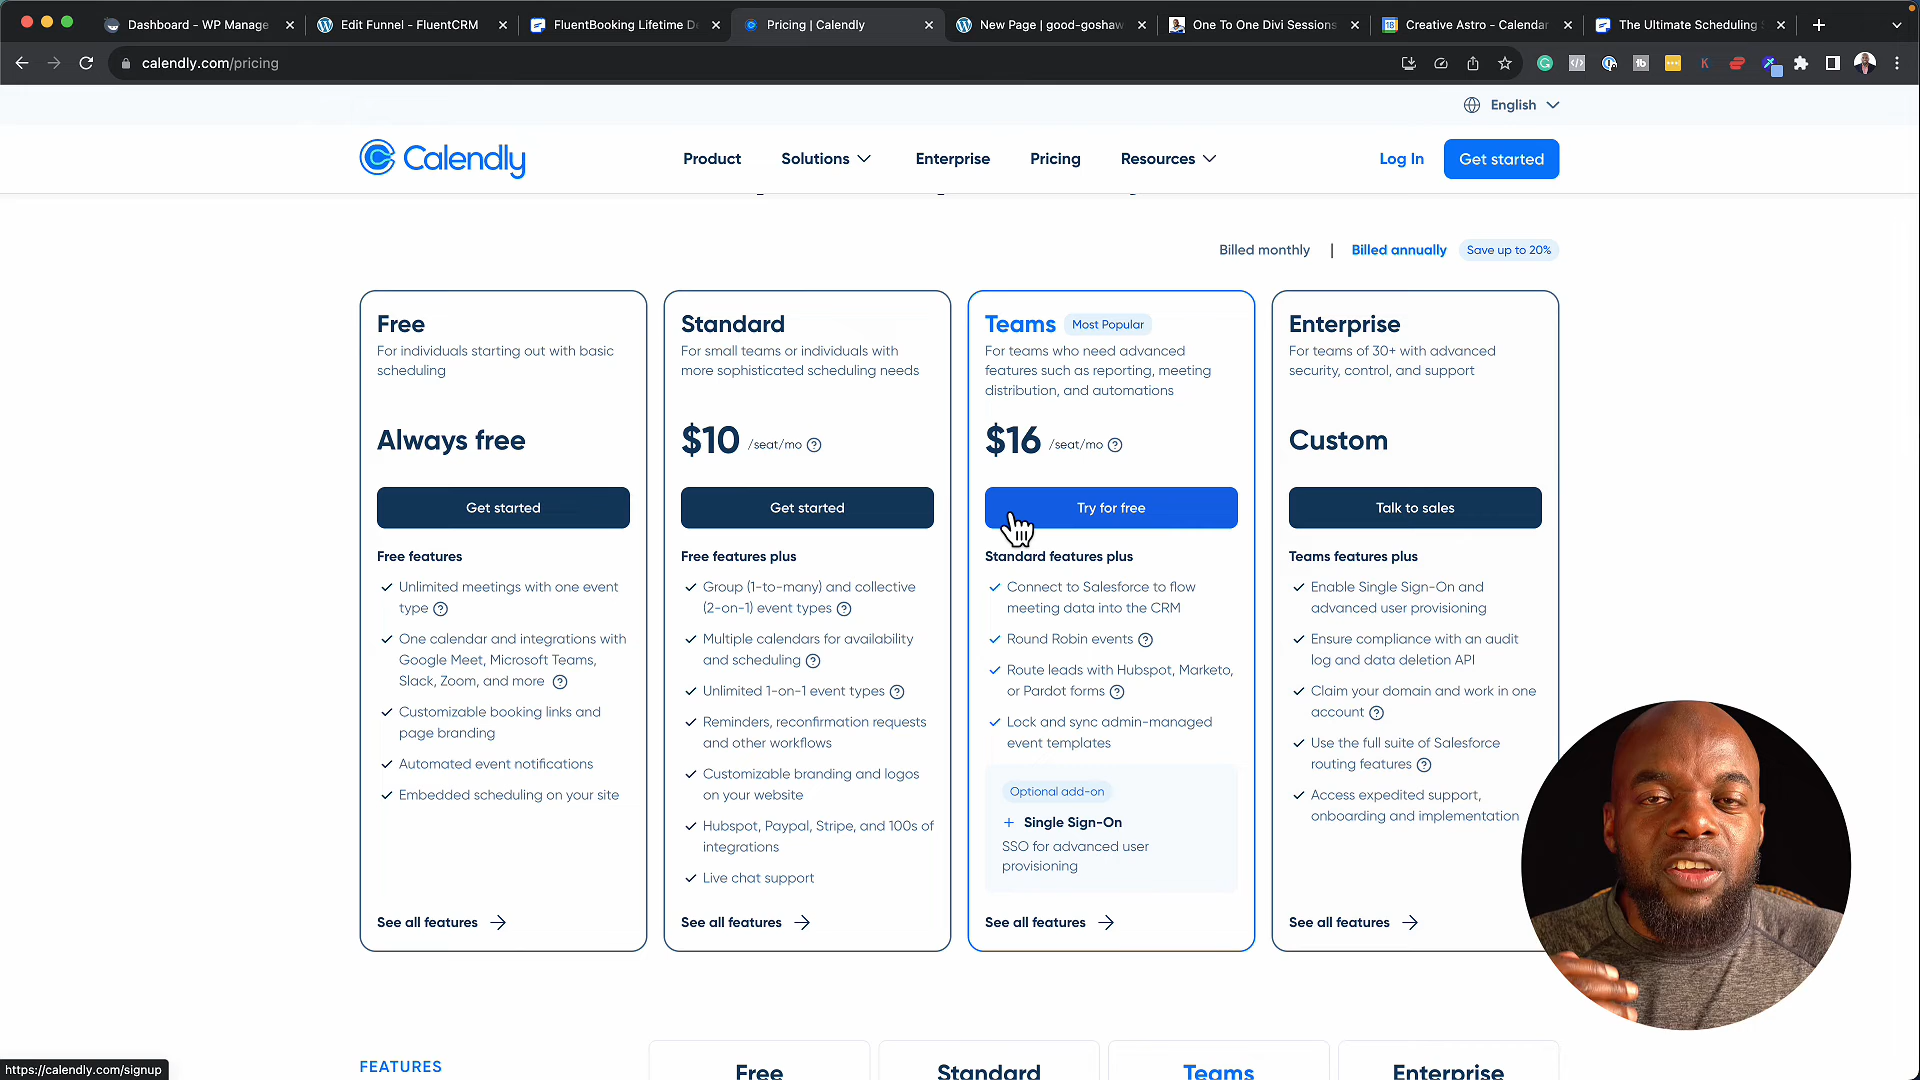 Dashboard - WP Manage
Edit Funnel - FluentCRM
FluentBooking Lifetime De
Pricing | Calendly
New Page | good-goshaw
One To One Divi Sessions
Creative Astro - Calendar
The Ultimate Scheduling
calendly.com/pricing
English
Calendly
Product
Solutions
Enterprise
Pricing
Resources
Log In
Get started
Billed monthly | Billed annually
Save up to 20%
Free
For individuals starting out with basic
scheduling
Always free
Get started
Free features
Unlimited meetings with one event
type
One calendar and integrations with
Google Meet, Microsoft Teams,
Slack, Zoom, and more
Customizable booking links and
page branding
Automated event notifications
Embedded scheduling on your site
See all features
Standard
For small teams or individuals with
more sophisticated scheduling needs
$10 /seat/mo
Get started
Free features plus
Group (1-to-many) and collective
(2-on-1) event types
Multiple calendars for availability
and scheduling
Unlimited 1-on-1 event types
Reminders, reconfirmation requests
and other workflows
Customizable branding and logos
on your website
Hubspot, Paypal, Stripe, and 100s of
integrations
Live chat support
See all features
Teams
Most Popular
For teams who need advanced
features such as reporting, meeting
distribution, and automations
$16 /seat/mo
Try for free
Standard features plus
Connect to Salesforce to flow
meeting data into the CRM
Round Robin events
Route leads with Hubspot, Marketo,
or Pardot forms
Lock and sync admin-managed
event templates
Optional add-on
+ Single Sign-On
SSO for advanced user
provisioning
See all features
Enterprise
For teams of 30+ with advanced
security, control, and support
Custom
Talk to sales
Teams features plus
Enable Single Sign-On and
advanced user provisioning
Ensure compliance with an audit
log and data deletion API
Claim your domain and work in one
account
Use the full suite of Salesforce
routing features
Access expedited support,
onboarding and implementation
See all features
FEATURES
Free
Standard
Teams
Enterprise
https://calendly.com/signup